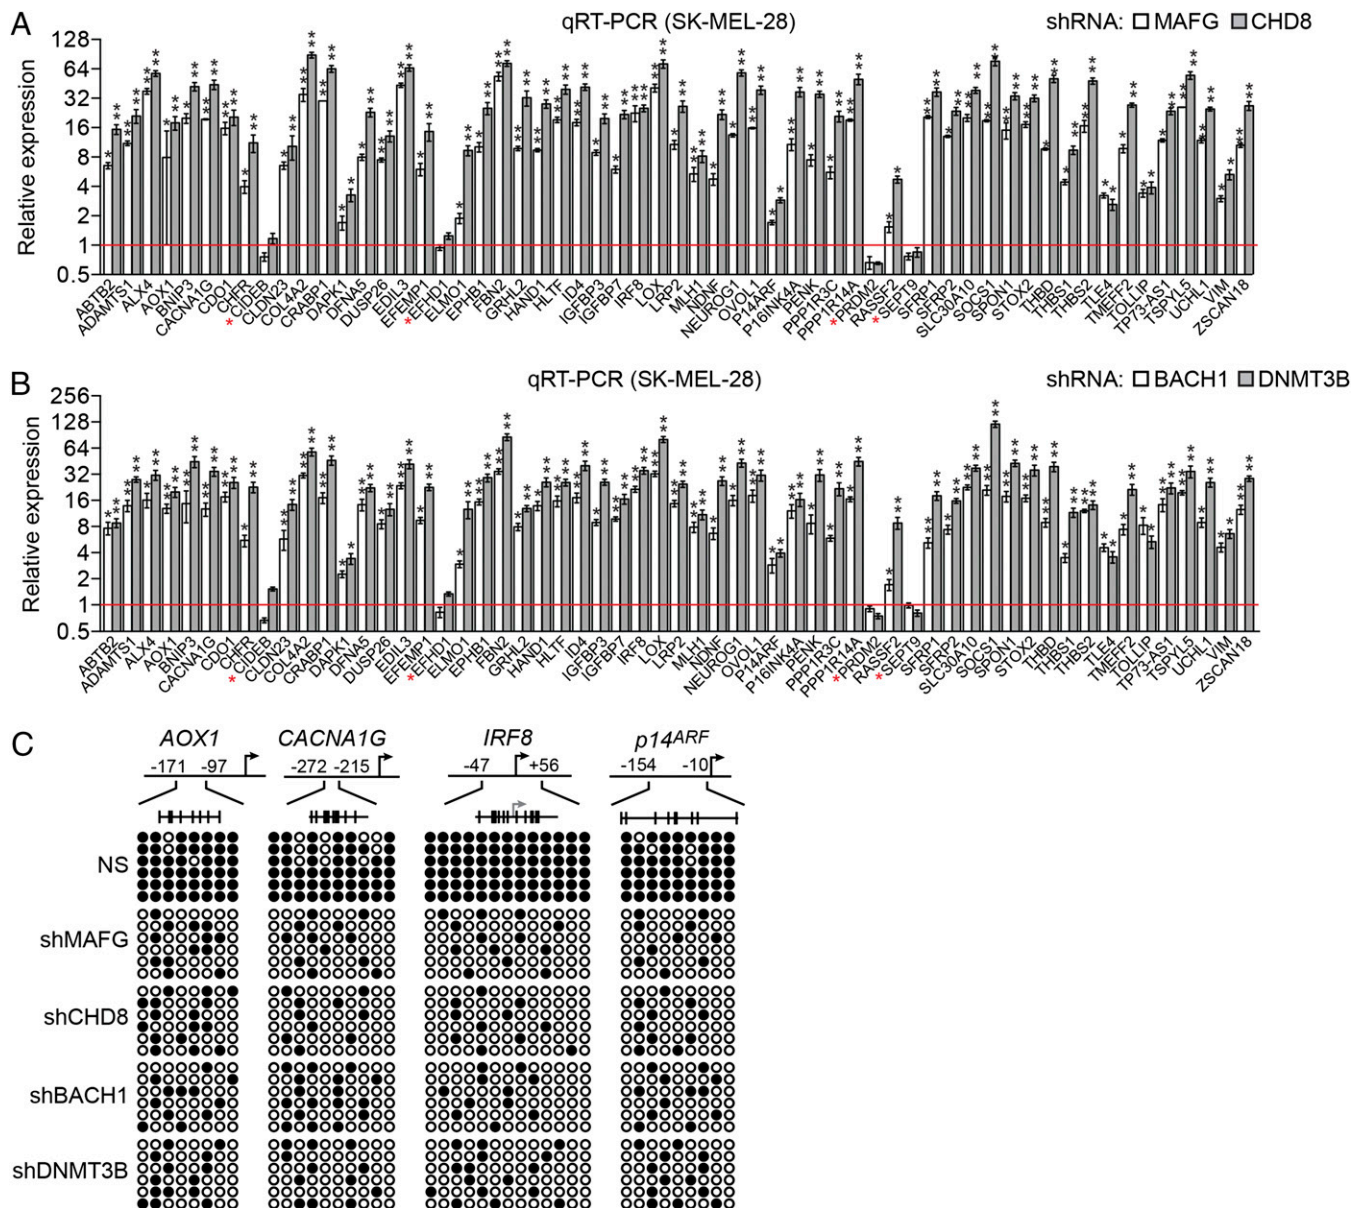 A
qRT-PCR (SK-MEL-28)
shRNA: MAFG CHD8
Relative expression
128
64
32
16
8
4
2
1
0.5
ABTB2
ADAMTS1
ALX4
AOX1
BNIP3
CACNA1G
CDO1
CHFR
* CIDEB
CLDN23
COL4A2
CRABP1
DAPK1
DFNA5
DUSP26
EDIL3
EFEMP1
* EFHD1
ELMO1
EPHB1
FBN2
GRHL2
HAND1
HLTF
ID4
IGFBP3
IGFBP7
IRF8
LOX
LRP2
MLH1
NDNF
NEUROG1
OVOL1
P14ARF
P16INK4A
PENK
PPP1R3C
PPP1R14A
* PRDM2
RASSF2
* SEPT9
SFRP1
SFRP2
SLC30A10
SOCS1
SPON1
STOX2
THBD
THBS1
THBS2
TLE4
TMEFF2
TOLLIP
TP73-AS1
TSPYL5
UCHL1
VIM
ZSCAN18
B
qRT-PCR (SK-MEL-28)
shRNA: BACH1 DNMT3B
Relative expression
256
128
64
32
16
8
4
2
1
0.5
ABTB2
ADAMTS1
ALX4
AOX1
BNIP3
CACNA1G
CDO1
CHFR
* CIDEB
CLDN23
COL4A2
CRABP1
DAPK1
DFNA5
DUSP26
EDIL3
EFEMP1
* EFHD1
ELMO1
EPHB1
FBN2
GRHL2
HAND1
HLTF
ID4
IGFBP3
IGFBP7
IRF8
LOX
LRP2
MLH1
NDNF
NEUROG1
OVOL1
P14ARF
P16INK4A
PENK
PPP1R3C
PPP1R14A
* PRDM2
RASSF2
* SEPT9
SFRP1
SFRP2
SLC30A10
SOCS1
SPON1
STOX2
THBD
THBS1
THBS2
TLE4
TMEFF2
TOLLIP
TP73-AS1
TSPYL5
UCHL1
VIM
ZSCAN18
C
AOX1 CACNA1G IRF8 p14ARF
-171 -97 -272 -215 -47 +56 -154 -10
NS
shMAFG
shCHD8
shBACH1
shDNMT3B